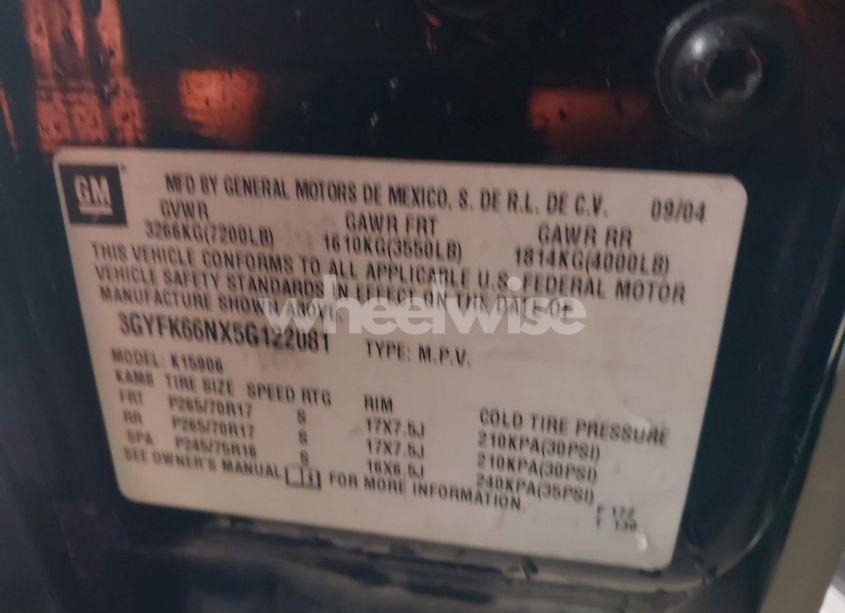 GM
MFD BY GENERAL MOTORS DE MEXICO, S. DE R.L. DE C.V. 09/04
GVWR GAWR FRT GAWR RR
3266KG(7200LB) 1610KG(3550LB) 1814KG(4000LB)
THIS VEHICLE CONFORMS TO ALL APPLICABLE U.S. FEDERAL MOTOR
VEHICLE SAFETY STANDARDS IN EFFECT ON THE DATE OF
MANUFACTURE SHOWN ABOVE.
wheelwise
3GYFK66NX5G122081 TYPE: M.P.V.
MODEL: K15906
KAMS TIRE SIZE SPEED RTG RIM COLD TIRE PRESSURE
FRT P265/70R17 S 17X7.5J 210KPA(30PSI)
RR P265/70R17 S 17X7.5J 210KPA(30PSI)
SPA P245/75R16 S 16X6.5J 240KPA(35PSI)
SEE OWNER'S MANUAL FOR MORE INFORMATION.
F 172
T 138